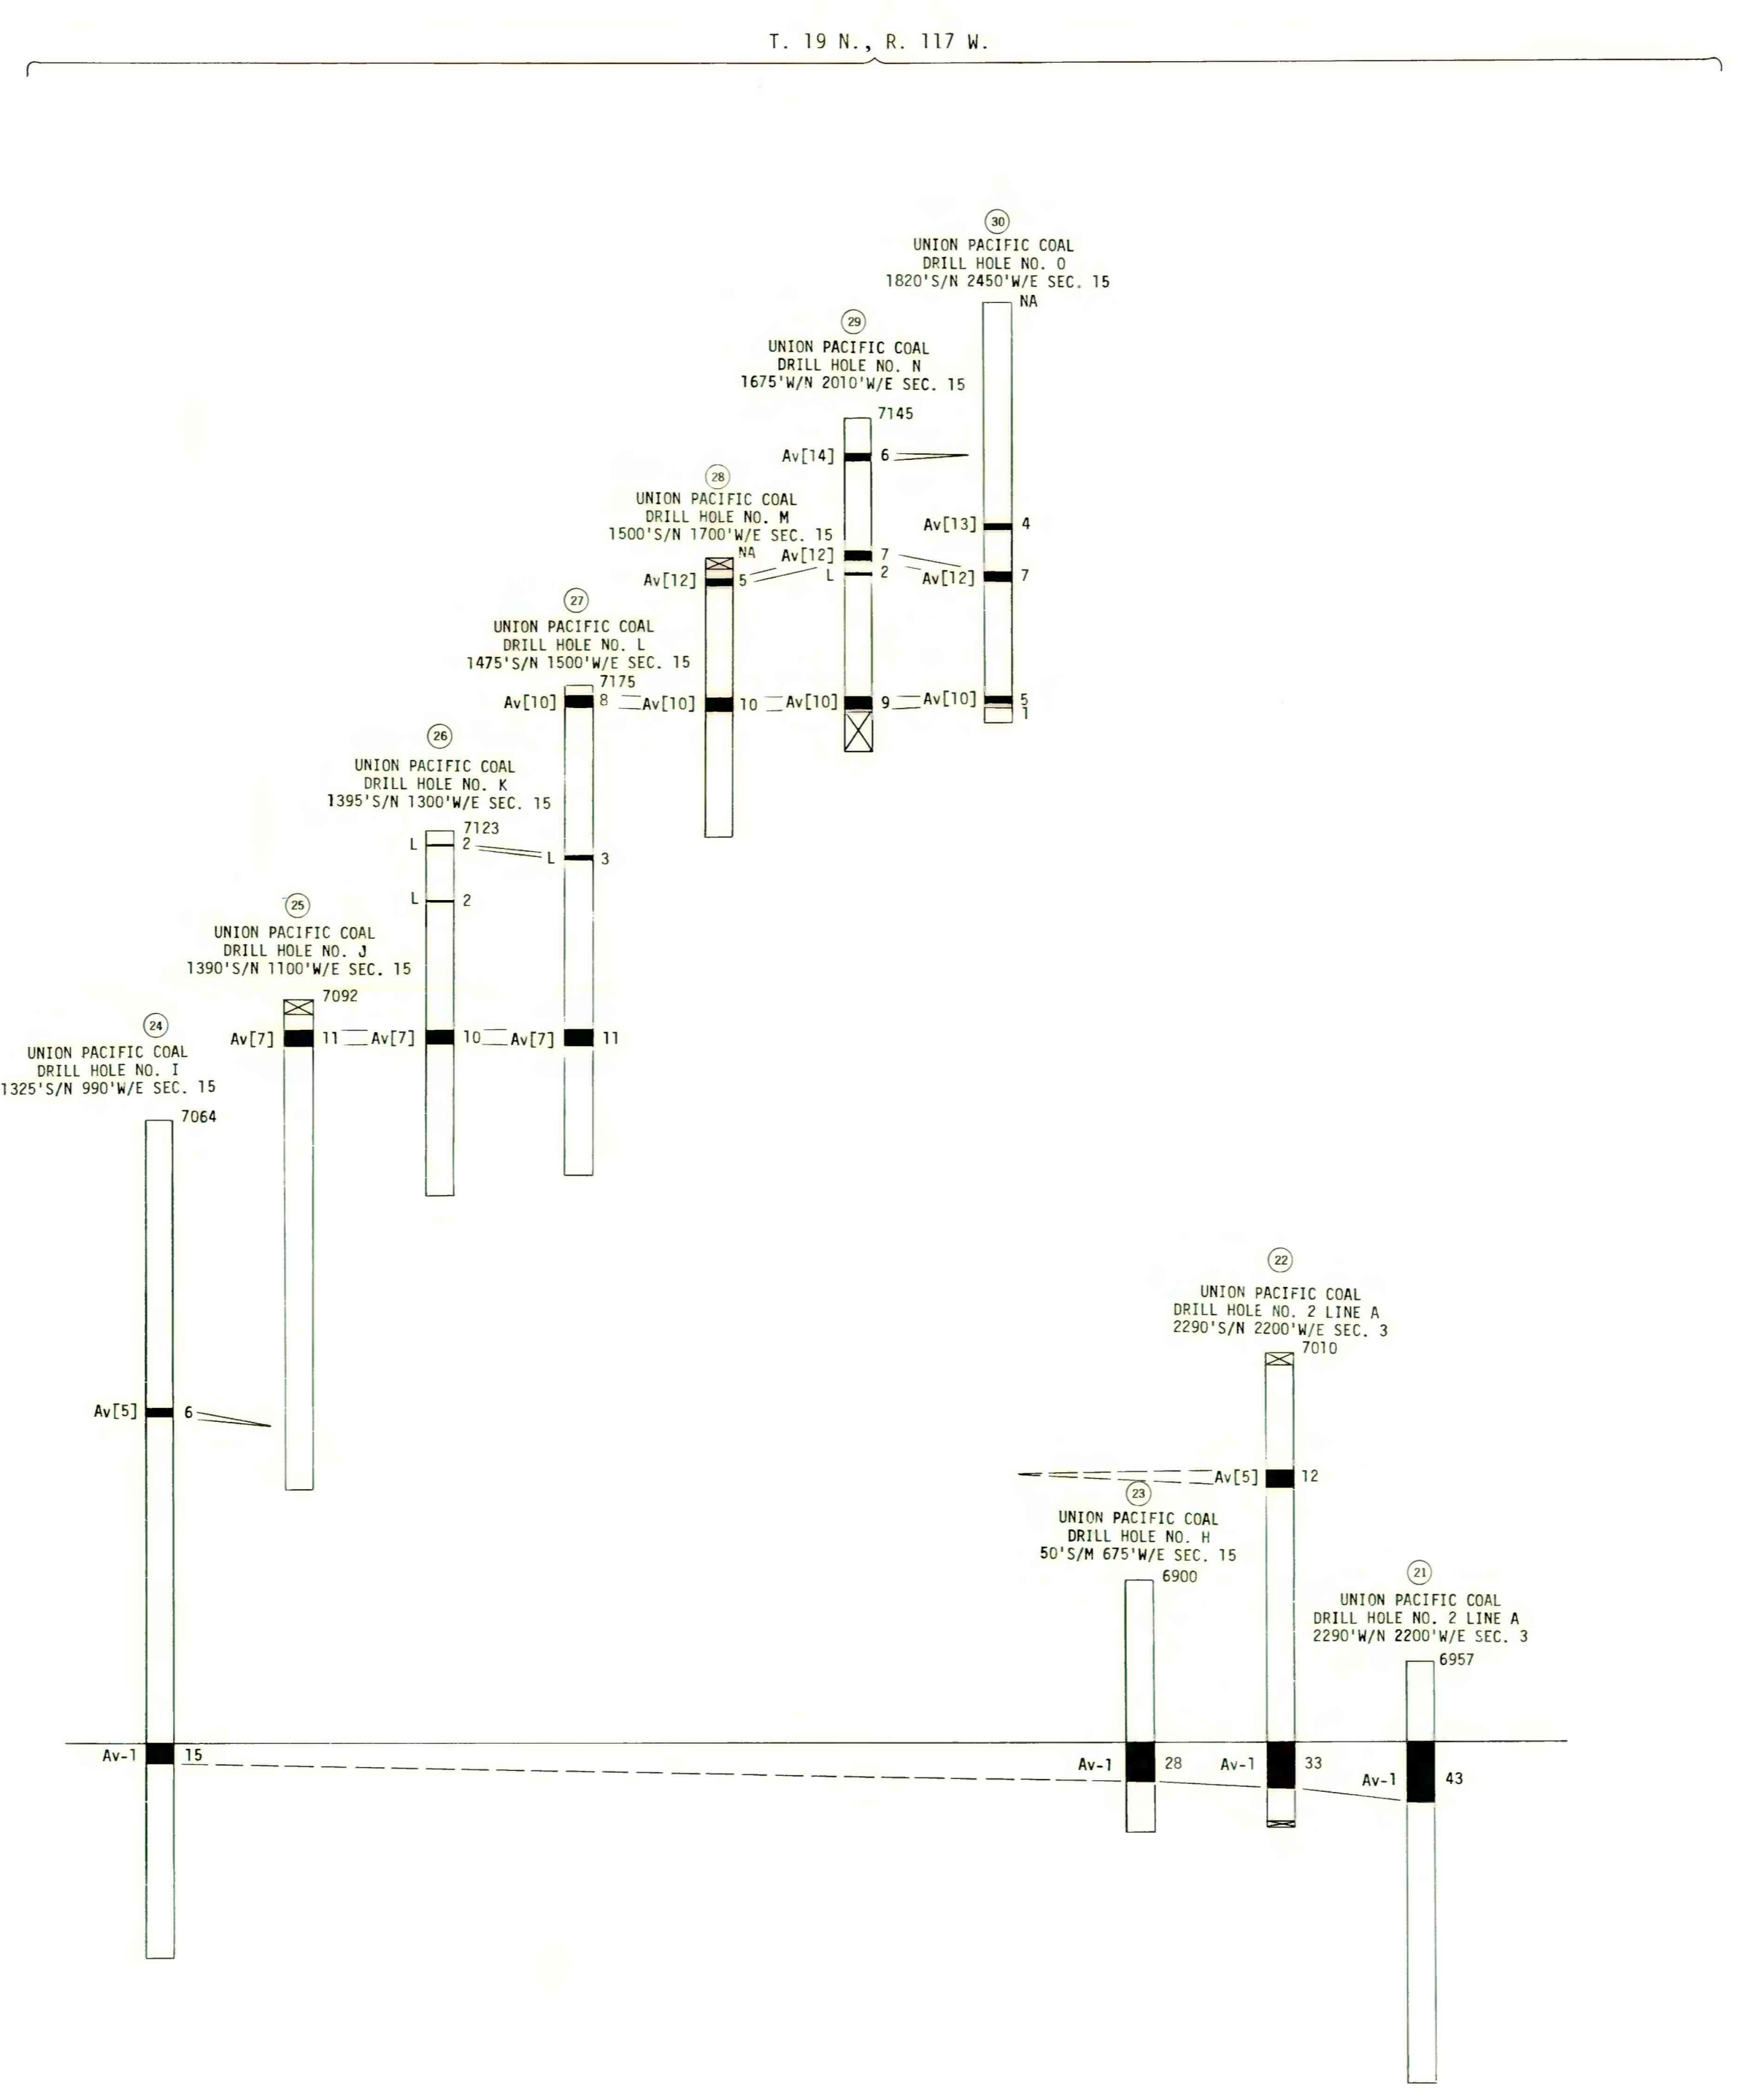 T. 19 N., R. 117 W.
30
UNION PACIFIC COAL
DRILL HOLE NO. O
1820'S/N 2450'W/E SEC. 15
NA
Av[13] 4
Av[12] 7
Av[10] 5
1
29
UNION PACIFIC COAL
DRILL HOLE NO. N
1675'W/N 2010'W/E SEC. 15
7145
Av[14] 6
Av[12] 7
L 2
Av[10] 9
28
UNION PACIFIC COAL
DRILL HOLE NO. M
1500'S/N 1700'W/E SEC. 15
NA
Av[12] 5
Av[10] 10
27
UNION PACIFIC COAL
DRILL HOLE NO. L
1475'S/N 1500'W/E SEC. 15
7175
Av[10] 8
L 3
Av[7] 11
26
UNION PACIFIC COAL
DRILL HOLE NO. K
1395'S/N 1300'W/E SEC. 15
7123
L 2
L 2
Av[7] 10
25
UNION PACIFIC COAL
DRILL HOLE NO. J
1390'S/N 1100'W/E SEC. 15
7092
Av[7] 11
24
UNION PACIFIC COAL
DRILL HOLE NO. I
1325'S/N 990'W/E SEC. 15
7064
Av[5] 6
Av-1 15
22
UNION PACIFIC COAL
DRILL HOLE NO. 2 LINE A
2290'S/N 2200'W/E SEC. 3
7010
Av[5] 12
Av-1 33
23
UNION PACIFIC COAL
DRILL HOLE NO. H
50'S/M 675'W/E SEC. 15
6900
Av-1 28
21
UNION PACIFIC COAL
DRILL HOLE NO. 2 LINE A
2290'W/N 2200'W/E SEC. 3
6957
Av-1 43